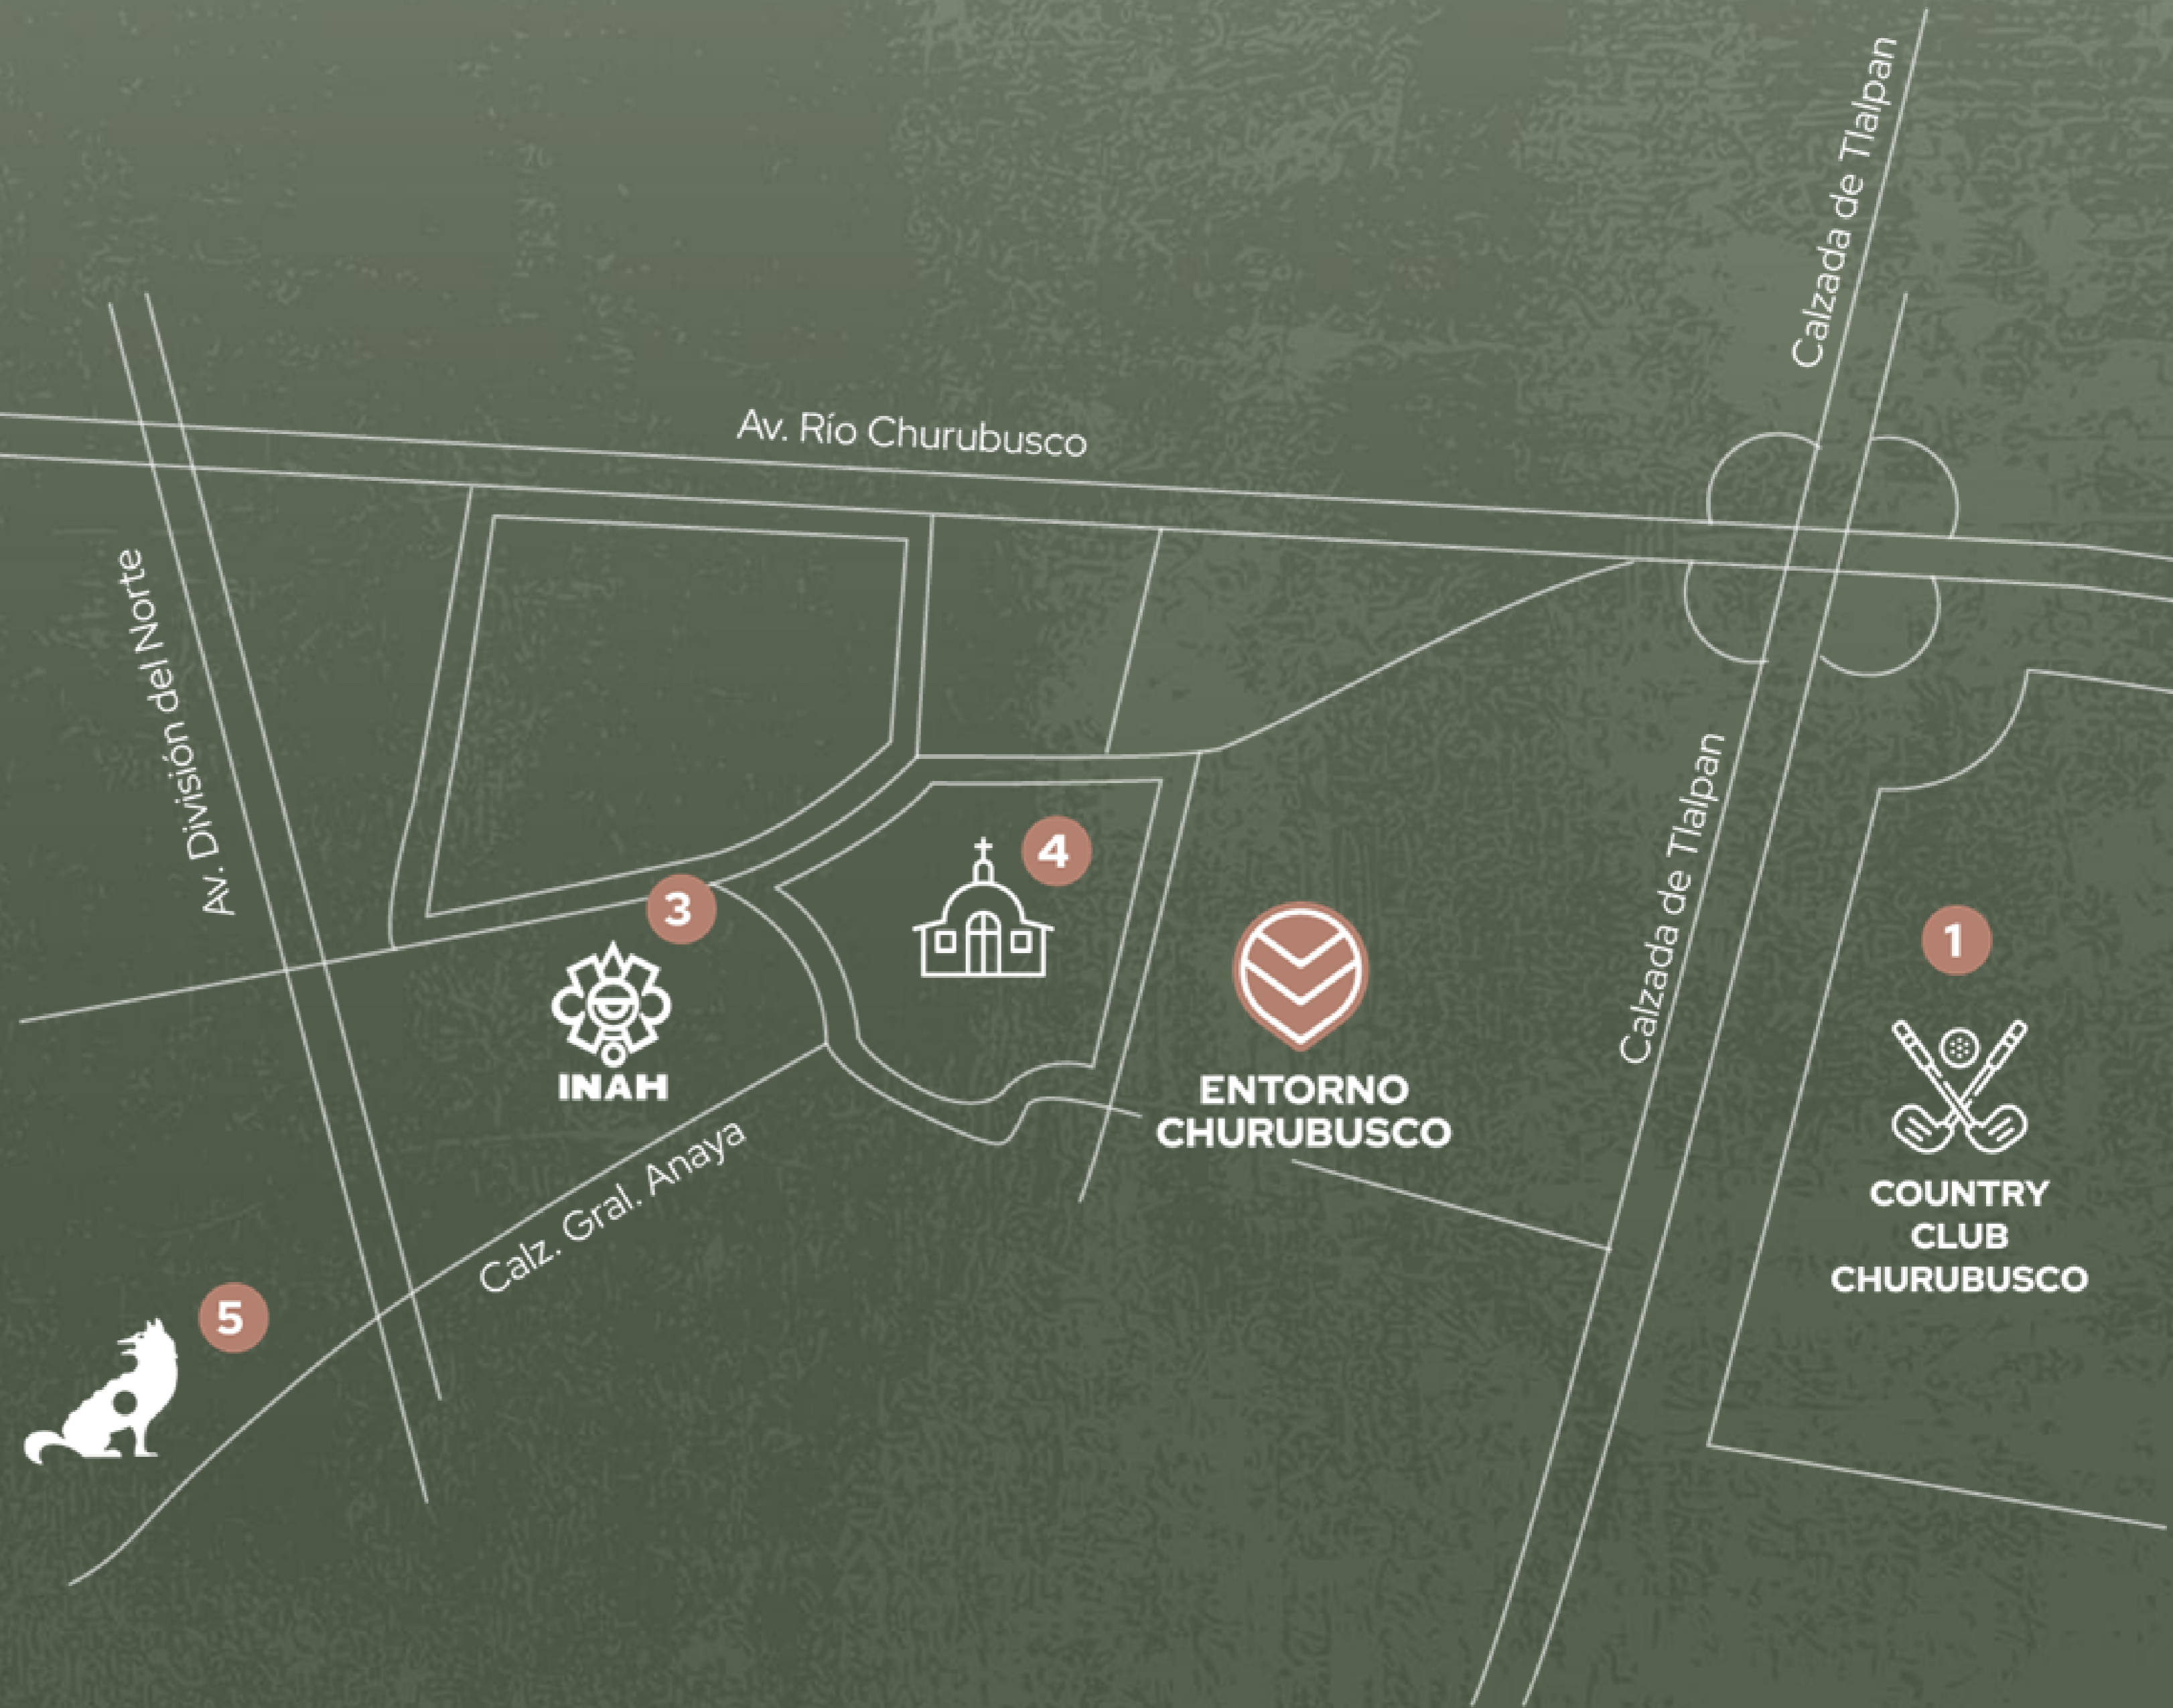 Calzada de Tlalpan
Av. Río Churubusco
Av. División del Norte
Calzada de Tlalpan
4
3
1
INAH
ENTORNO
CHURUBUSCO
Calz. Gral. Anaya
COUNTRY
CLUB
CHURUBUSCO
5